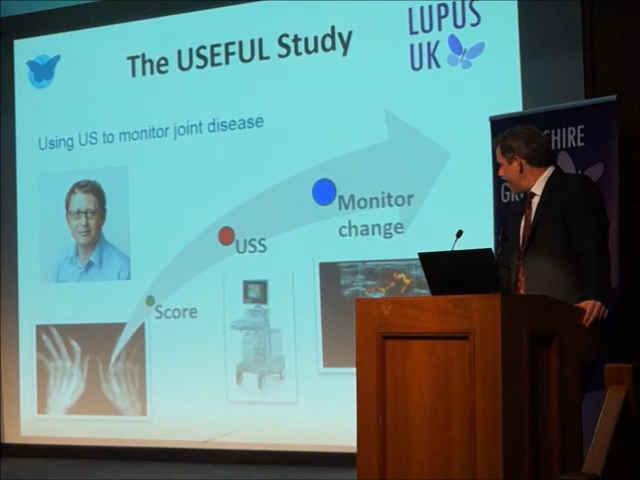 The USEFUL Study
LUPUS
UK
Using US to monitor joint disease
Monitor
change
USS
Score